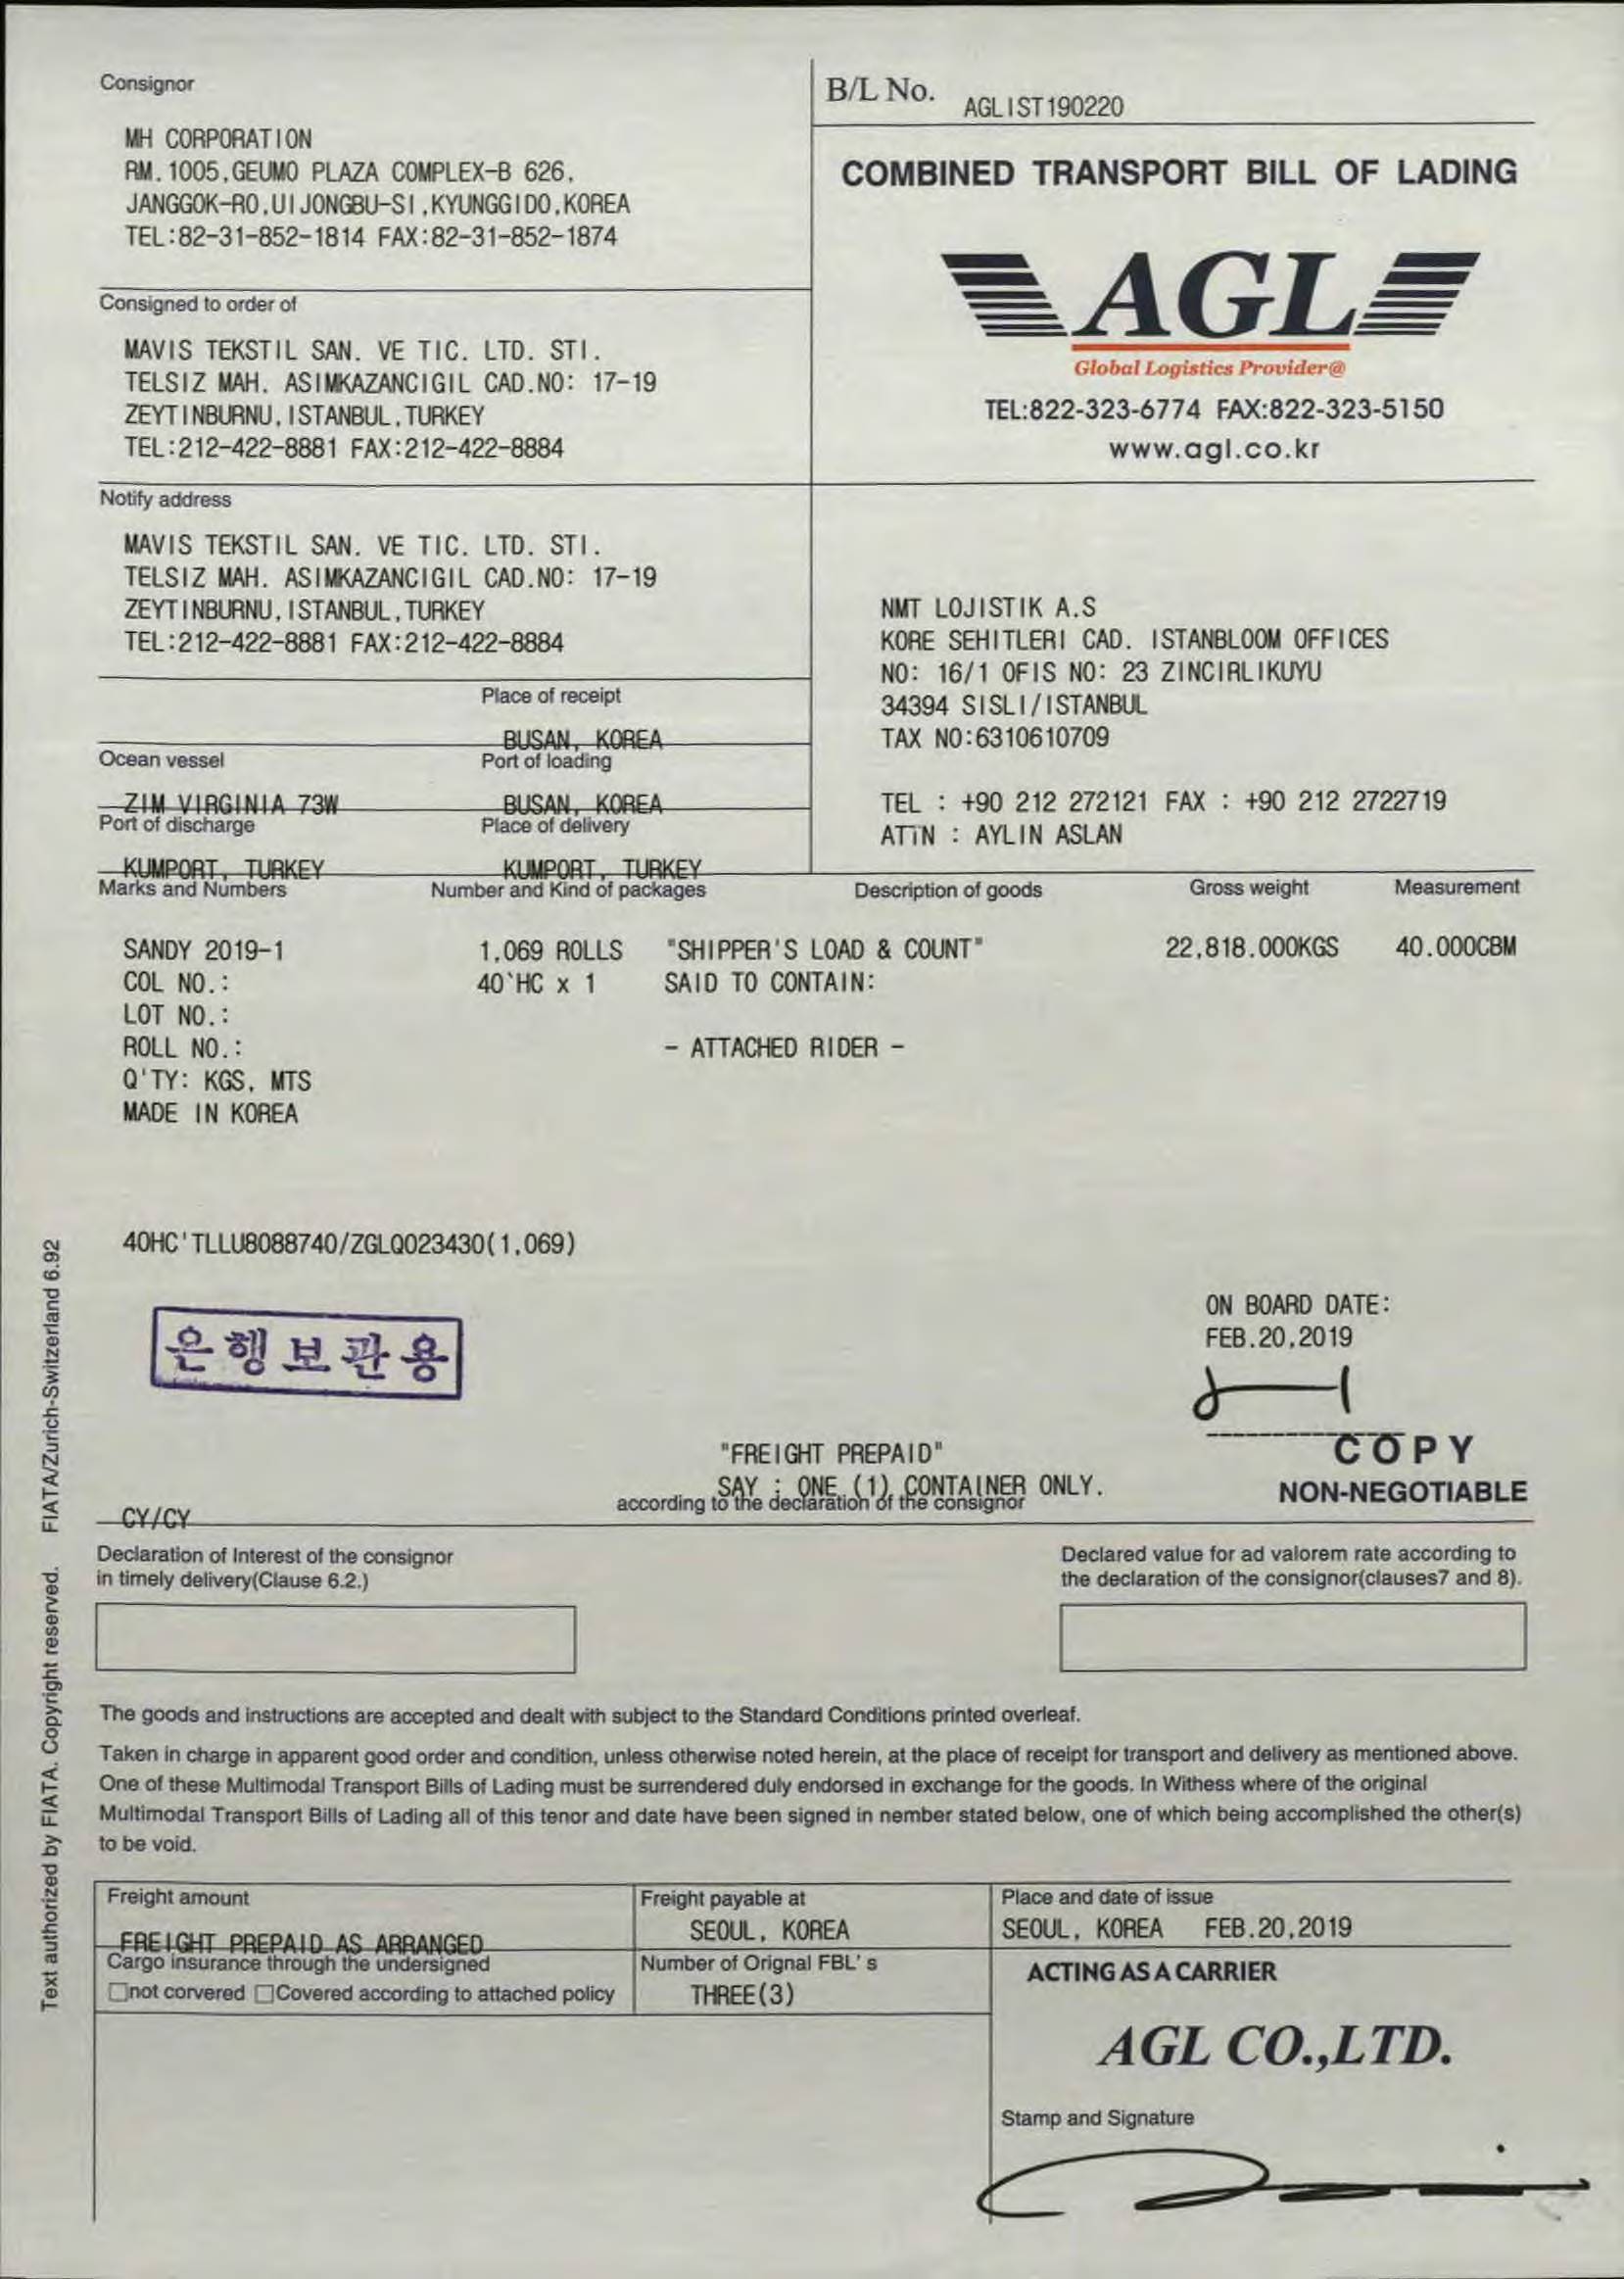 Consignor
MH CORPORATION
RM.1005,GEUMO PLAZA COMPLEX-B 626,
JANGGOK-RO,UIJONGBU-SI,KYUNGGIDO,KOREA
TEL:82-31-852-1814 FAX:82-31-852-1874
B/L No. AGLIST190220
COMBINED TRANSPORT BILL OF LADING
AGL
Global Logistics Provider@
TEL:822-323-6774 FAX:822-323-5150
www.agl.co.kr
Consigned to order of
MAVIS TEKSTIL SAN. VE TIC. LTD. STI.
TELSIZ MAH. ASIMKAZANCIGIL CAD.NO: 17-19
ZEYTINBURNU,ISTANBUL,TURKEY
TEL:212-422-8881 FAX:212-422-8884
Notify address
MAVIS TEKSTIL SAN. VE TIC. LTD. STI.
TELSIZ MAH. ASIMKAZANCIGIL CAD.NO: 17-19
ZEYTINBURNU,ISTANBUL,TURKEY
TEL:212-422-8881 FAX:212-422-8884
NMT LOJISTIK A.S
KORE SEHITLERI CAD. ISTANBLOOM OFFICES
NO: 16/1 OFIS NO: 23 ZINCIRLIKUYU
34394 SISLI/ISTANBUL
TAX NO:6310610709
TEL : +90 212 272121 FAX : +90 212 2722719
ATTN : AYLIN ASLAN
Place of receipt
BUSAN, KOREA
Ocean vessel Port of loading
ZIM VIRGINIA 73W BUSAN, KOREA
Port of discharge Place of delivery
KUMPORT, TURKEY KUMPORT, TURKEY
Marks and Numbers Number and Kind of packages Description of goods Gross weight Measurement
SANDY 2019-1 1,069 ROLLS "SHIPPER'S LOAD & COUNT" 22,818.000KGS 40.000CBM
COL NO.: 40`HC x 1 SAID TO CONTAIN:
LOT NO.:
ROLL NO.: - ATTACHED RIDER -
Q'TY: KGS, MTS
MADE IN KOREA
40HC'TLLU8088740/ZGLQ023430(1,069)
은행보관용
ON BOARD DATE:
FEB.20,2019
"FREIGHT PREPAID"
SAY : ONE (1) CONTAINER ONLY.
according to the declaration of the consignor
COPY
NON-NEGOTIABLE
CY/CY
Declaration of Interest of the consignor
in timely delivery(Clause 6.2.)
Declared value for ad valorem rate according to
the declaration of the consignor(clauses7 and 8).
The goods and instructions are accepted and dealt with subject to the Standard Conditions printed overleaf.
Taken in charge in apparent good order and condition, unless otherwise noted herein, at the place of receipt for transport and delivery as mentioned above.
One of these Multimodal Transport Bills of Lading must be surrendered duly endorsed in exchange for the goods. In Withess where of the original
Multimodal Transport Bills of Lading all of this tenor and date have been signed in nember stated below, one of which being accomplished the other(s)
to be void.
Freight amount
FREIGHT PREPAID AS ARRANGED
Freight payable at
SEOUL, KOREA
Place and date of issue
SEOUL, KOREA FEB.20,2019
Cargo insurance through the undersigned
not corvered Covered according to attached policy
Number of Orignal FBL' s
THREE(3)
ACTING AS A CARRIER
AGL CO.,LTD.
Stamp and Signature
Text authorized by FIATA. Copyright reserved. FIATA/Zurich-Switzerland 6.92